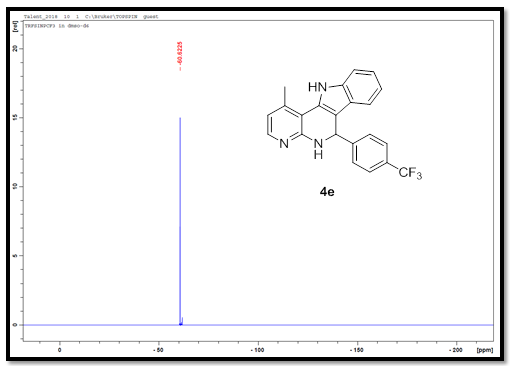 Talent_2018 10 1 C:\Bruker\TOPSPIN guest
in dmso-d6
[rel]
20
15
10
5
0
- 60.6225
HN
N
N
H
CF3
4e
0
- 50
- 100
- 150
- 200
[ppm]